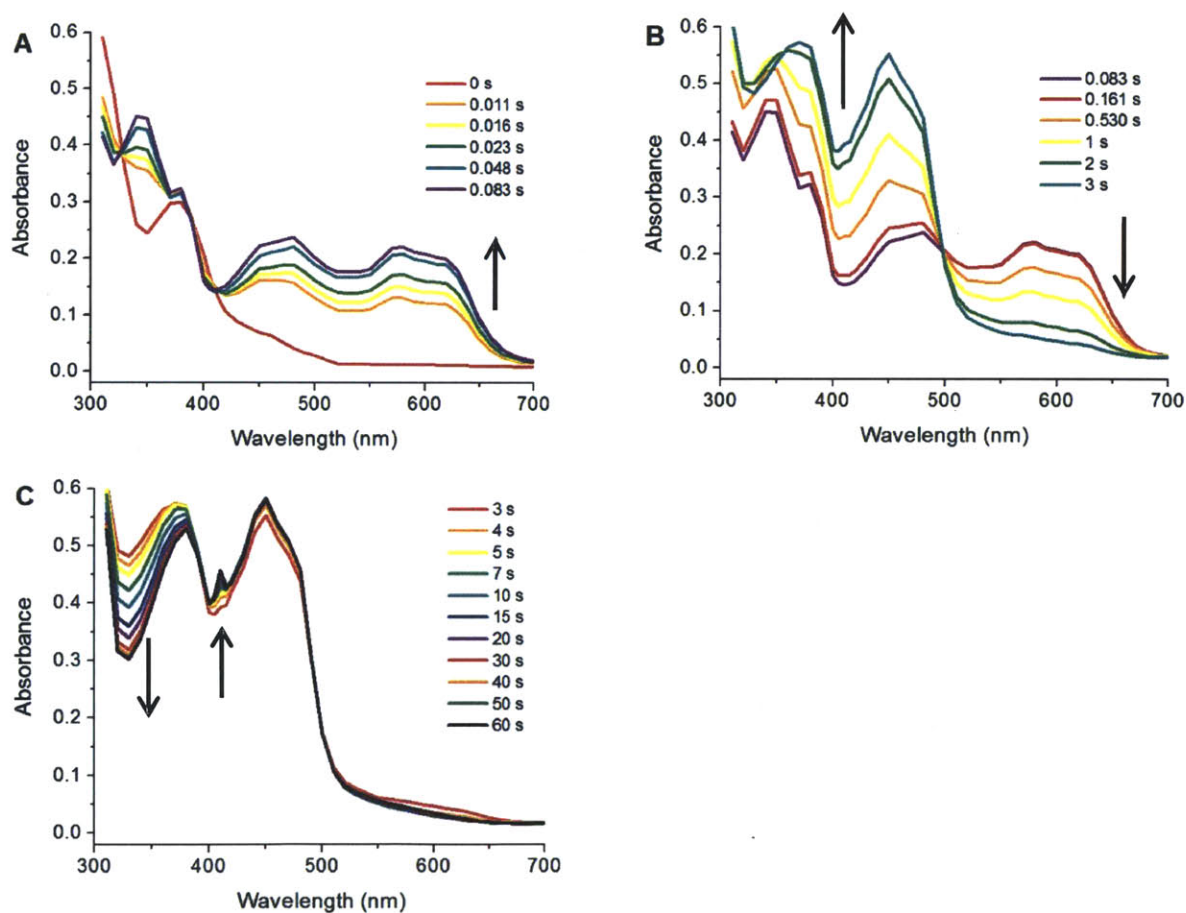 A
0.6
0.5
0.4
0.3
0.2
0.1
0.0
Absorbance
300 400 500 600 700
Wavelength (nm)
0 s
0.011 s
0.016 s
0.023 s
0.048 s
0.083 s
B
0.6
0.5
0.4
0.3
0.2
0.1
0.0
Absorbance
300 400 500 600 700
Wavelength (nm)
0.083 s
0.161 s
0.530 s
1 s
2 s
3 s
C
0.6
0.5
0.4
0.3
0.2
0.1
0.0
Absorbance
300 400 500 600 700
Wavelength (nm)
3 s
4 s
5 s
7 s
10 s
15 s
20 s
30 s
40 s
50 s
60 s